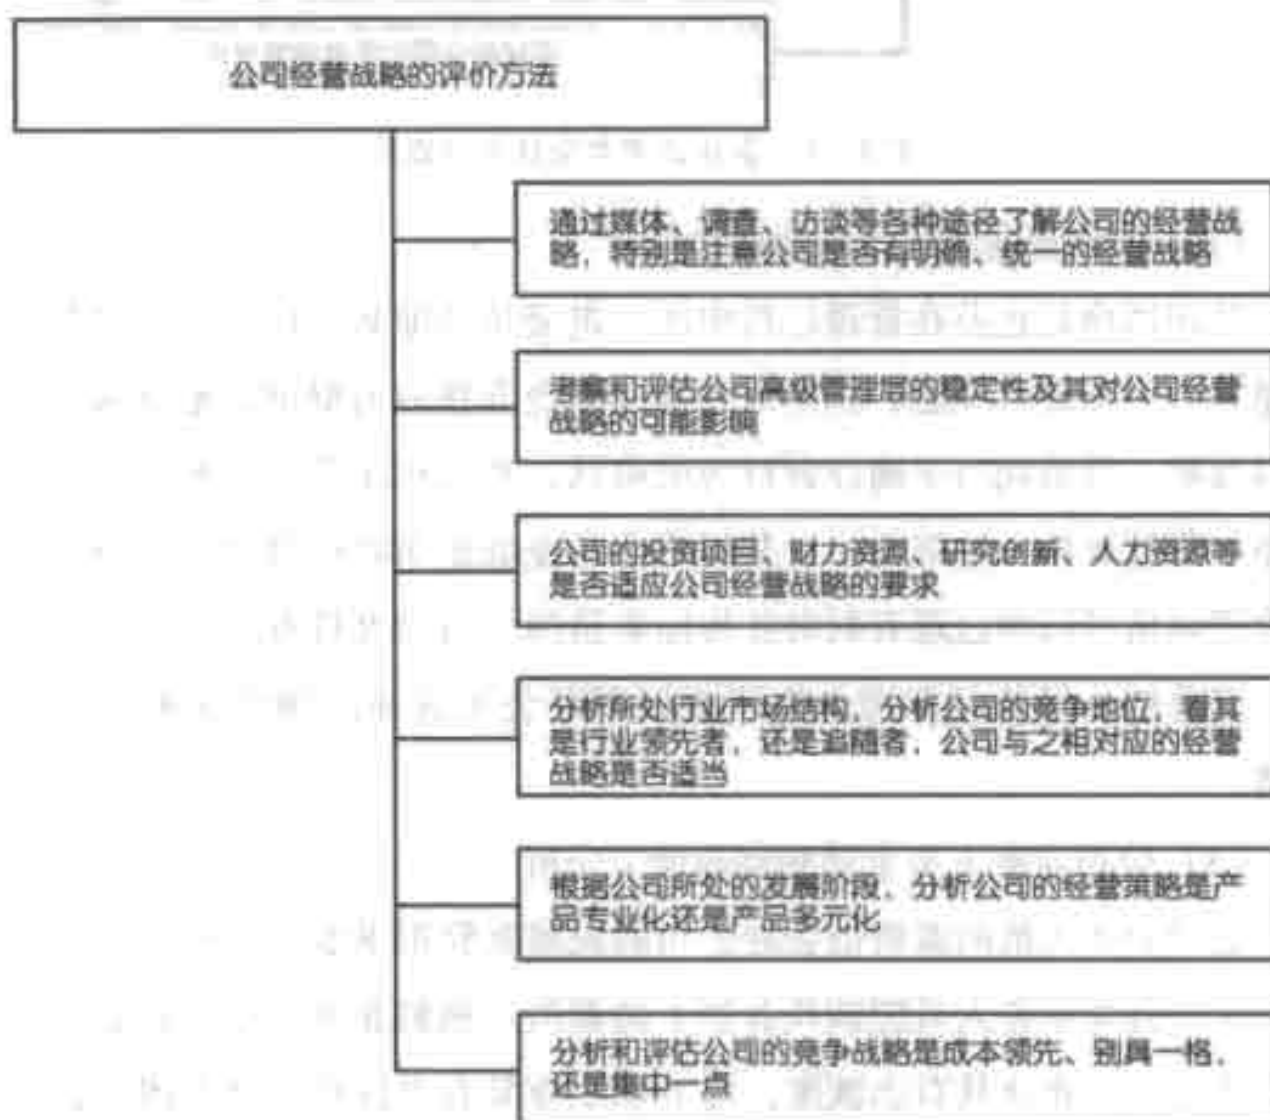 公司经营战略的评价方法
通过媒体、调查、访谈等各种途径了解公司的经营战
略，特别是注意公司是否有明确、统一的经营战略
考察和评估公司高级管理层的稳定性及其对公司经营
战略的可能影响
公司的投资项目、财力资源、研究创新、人力资源等
是否适应公司经营战略的要求
分析所处行业市场结构，分析公司的竞争地位，看其
是行业领先者，还是追随者，公司与之相对应的经营
战略是否适当
根据公司所处的发展阶段，分析公司的经营策略是产
品专业化还是产品多元化
分析和评估公司的竞争战略是成本领先、别具一格，
还是集中一点